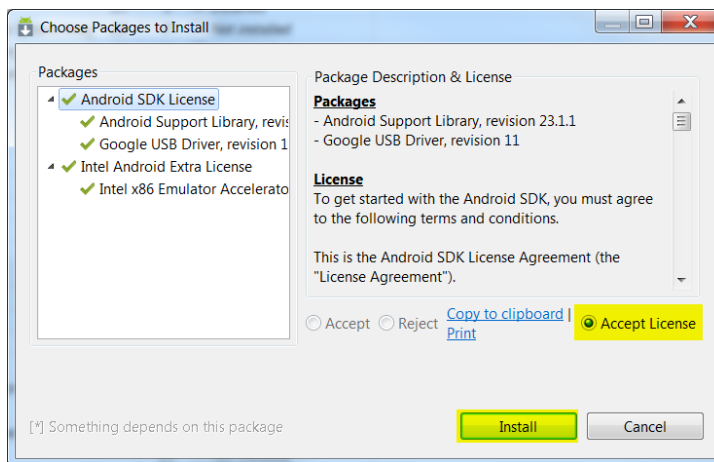 Choose Packages to Install
Packages
Android SDK License
Android Support Library, revis
Google USB Driver, revision 1
Intel Android Extra License
Intel x86 Emulator Accelerato
Package Description & License
Packages
- Android Support Library, revision 23.1.1
- Google USB Driver, revision 11
License
To get started with the Android SDK, you must agree
to the following terms and conditions.
This is the Android SDK License Agreement (the
"License Agreement").
Accept Reject Copy to clipboard | Accept License
Print
[*] Something depends on this package
Install Cancel